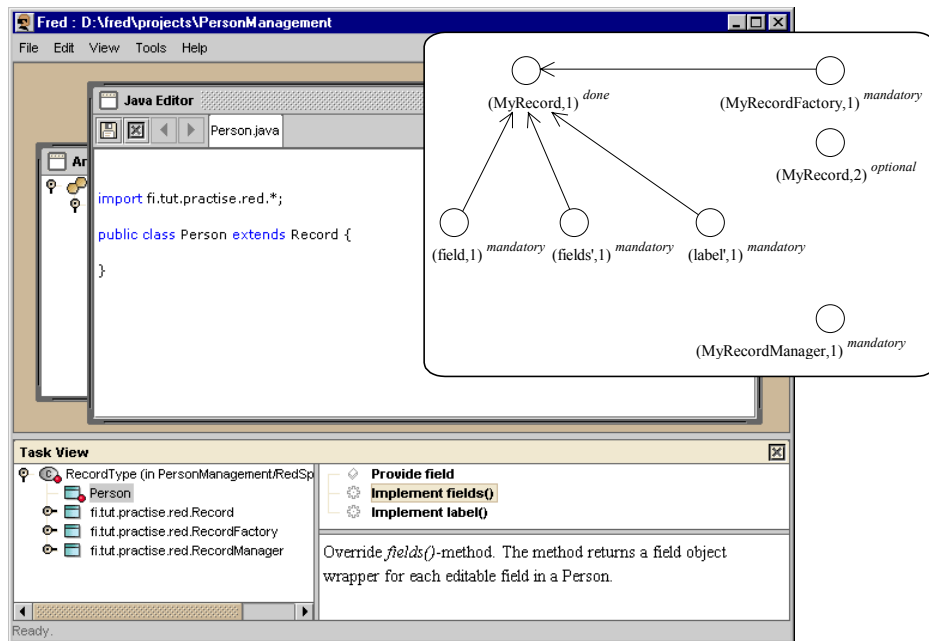 Fred : D:\fred\projects\PersonManagement
File Edit View Tools Help
Java Editor
Person.java
Ar
import fi.tut.practise.red.*;
public class Person extends Record {
}
(MyRecord,1) done
(MyRecordFactory,1) mandatory
(MyRecord,2) optional
(field,1) mandatory
(fields',1) mandatory
(label',1) mandatory
(MyRecordManager,1) mandatory
Task View
RecordType (in PersonManagement/RedSp
Person
fi.tut.practise.red.Record
fi.tut.practise.red.RecordFactory
fi.tut.practise.red.RecordManager
Provide field
Implement fields()
Implement label()
Override fields()-method. The method returns a field object
wrapper for each editable field in a Person.
Ready.